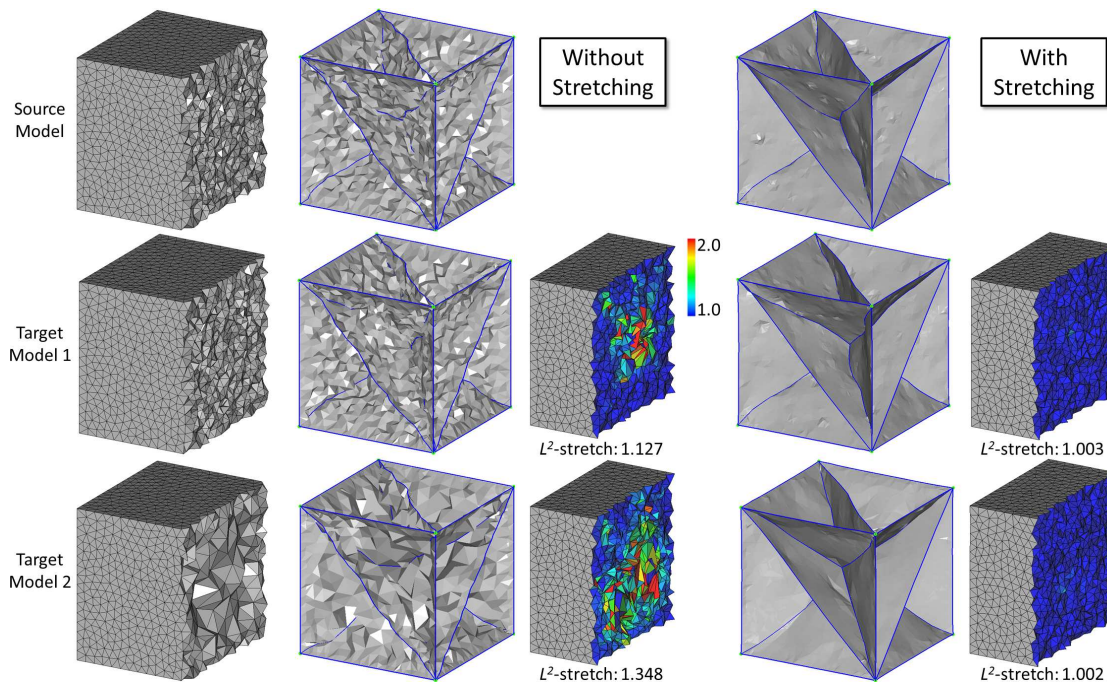 Without
Stretching
With
Stretching
Source
Model
2.0
1.0
Target
Model 1
L²-stretch: 1.127
L²-stretch: 1.003
Target
Model 2
L²-stretch: 1.348
L²-stretch: 1.002